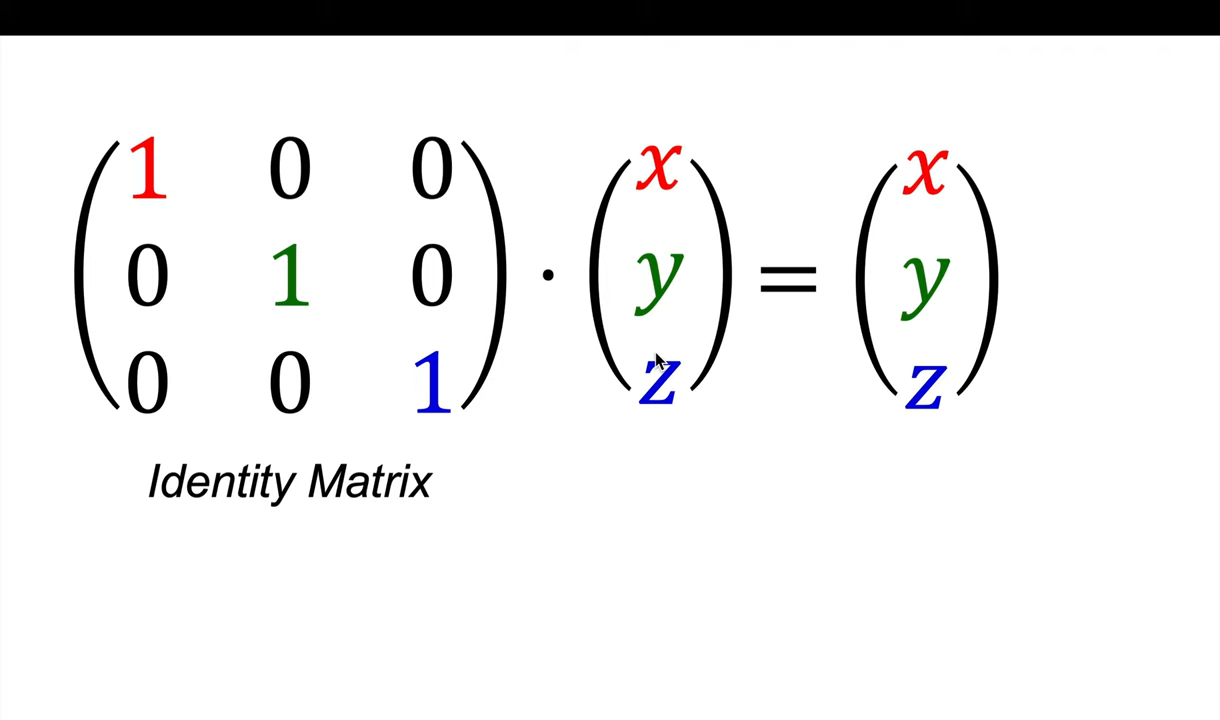 1 0 0 x x
0 1 0 · y = y
0 0 1 z z
Identity Matrix